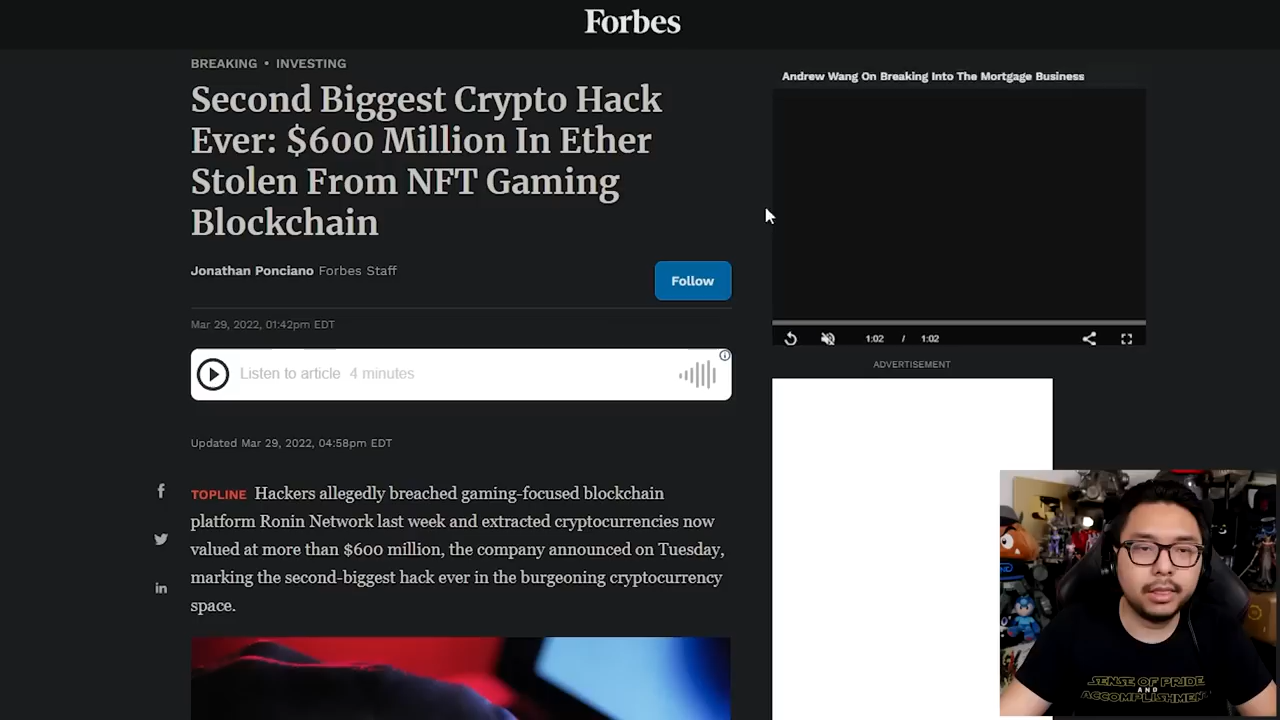 Forbes
BREAKING • INVESTING
Second Biggest Crypto Hack
Ever: $600 Million In Ether
Stolen From NFT Gaming
Blockchain
Jonathan Ponciano Forbes Staff
Follow
Mar 29, 2022, 01:42pm EDT
Listen to article 4 minutes
Updated Mar 29, 2022, 04:58pm EDT
TOPLINE Hackers allegedly breached gaming-focused blockchain
platform Ronin Network last week and extracted cryptocurrencies now
valued at more than $600 million, the company announced on Tuesday,
marking the second-biggest hack ever in the burgeoning cryptocurrency
space.
Andrew Wang On Breaking Into The Mortgage Business
1:02 / 1:02
ADVERTISEMENT
SENSE OF PRIDE
AND
ACCOMPLISHMENT